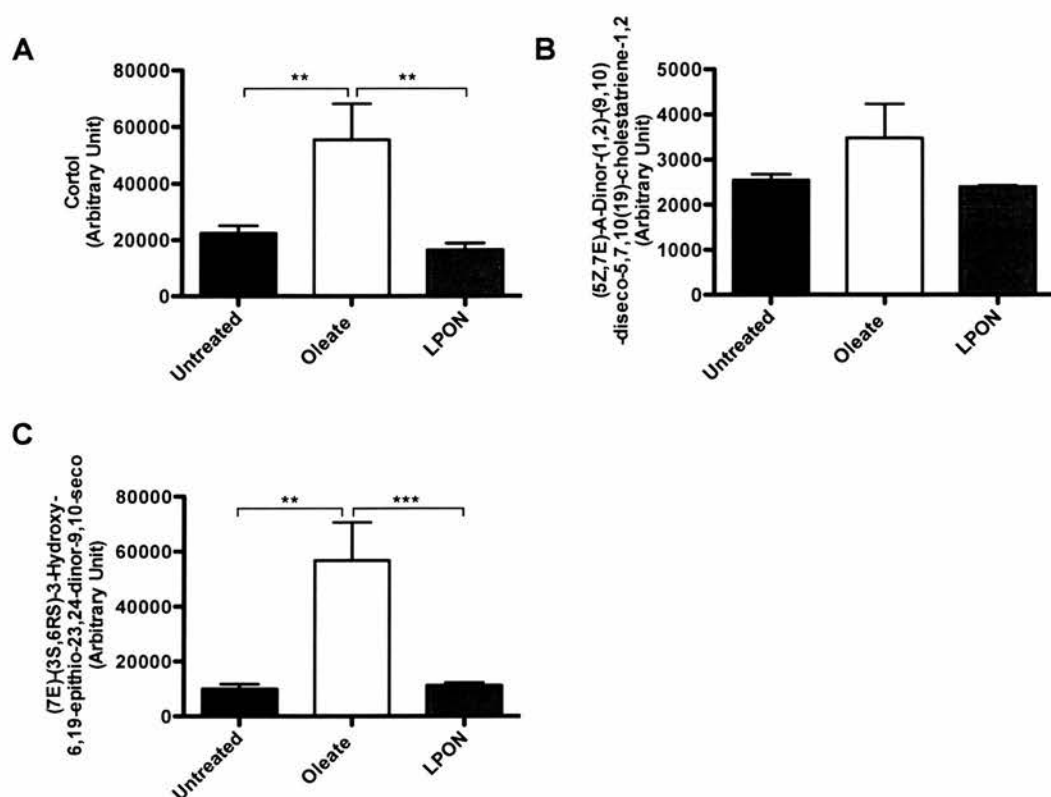 A
Cortol
(Arbitrary Unit)
80000
60000
40000
20000
0
**
**
Untreated
Oleate
LPON
B
(5Z,7E)-A-Dinor-(1,2)-(9,10)
-diseco-5,7,10(19)-cholestatriene-1,2
(Arbitrary Unit)
5000
4000
3000
2000
1000
0
Untreated
Oleate
LPON
C
(7E)-(3S,6RS)-3-Hydroxy-
6,19-epithio-23,24-dinor-9,10-seco
(Arbitrary Unit)
80000
60000
40000
20000
0
**
***
Untreated
Oleate
LPON